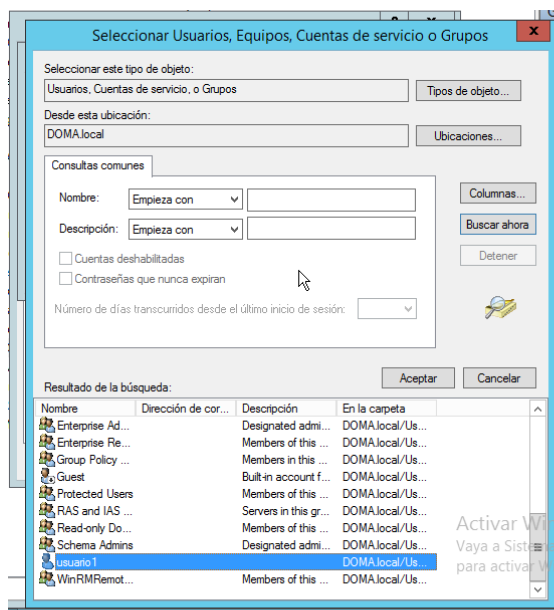 Seleccionar Usuarios, Equipos, Cuentas de servicio o Grupos
Seleccionar este tipo de objeto:
Usuarios, Cuentas de servicio, o Grupos
Tipos de objeto...
Desde esta ubicación:
DOMA.local
Ubicaciones...
Consultas comunes
Nombre:
Empieza con
Columnas...
Descripción:
Empieza con
Buscar ahora
Cuentas deshabilitadas
Detener
Contraseñas que nunca expiran
Número de días transcurridos desde el último inicio de sesión:
Aceptar
Cancelar
Resultado de la búsqueda:
Nombre Dirección de cor... Descripción En la carpeta
Enterprise Ad... Designated admi... DOMA.local/Us...
Enterprise Re... Members of this ... DOMA.local/Us...
Group Policy ... Members in this ... DOMA.local/Us...
Guest Built-in account f... DOMA.local/Us...
Protected Users Members of this ... DOMA.local/Us...
RAS and IAS ... Servers in this gr... DOMA.local/Us...
Read-only Do... Members of this ... DOMA.local/Us...
Schema Admins Designated admi... DOMA.local/Us...
usuario1 DOMA.local/Us...
WinRMRemot... Members of this ... DOMA.local/Us...
Activar Wi
Vaya a Sist
para activar W